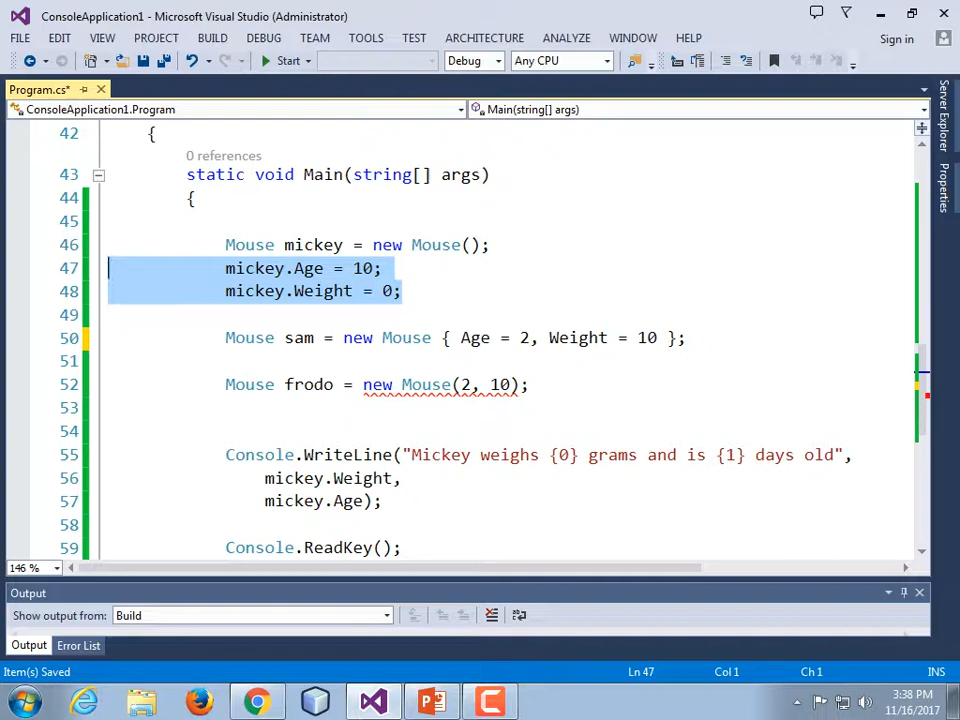 ConsoleApplication1 - Microsoft Visual Studio (Administrator)
FILE EDIT VIEW PROJECT BUILD DEBUG TEAM TOOLS TEST ARCHITECTURE ANALYZE WINDOW HELP Sign in
Start Debug Any CPU
Program.cs*
ConsoleApplication1.Program Main(string[] args)
42 {
0 references
43 static void Main(string[] args)
44 {
45
46 Mouse mickey = new Mouse();
47 mickey.Age = 10;
48 mickey.Weight = 0;
49
50 Mouse sam = new Mouse { Age = 2, Weight = 10 };
51
52 Mouse frodo = new Mouse(2, 10);
53
54
55 Console.WriteLine("Mickey weighs {0} grams and is {1} days old",
56 mickey.Weight,
57 mickey.Age);
58
59 Console.ReadKey();
146 %
Server Explorer
Properties
Output
Show output from: Build
Output Error List
Item(s) Saved Ln 47 Col 1 Ch 1 INS
3:38 PM
11/16/2017